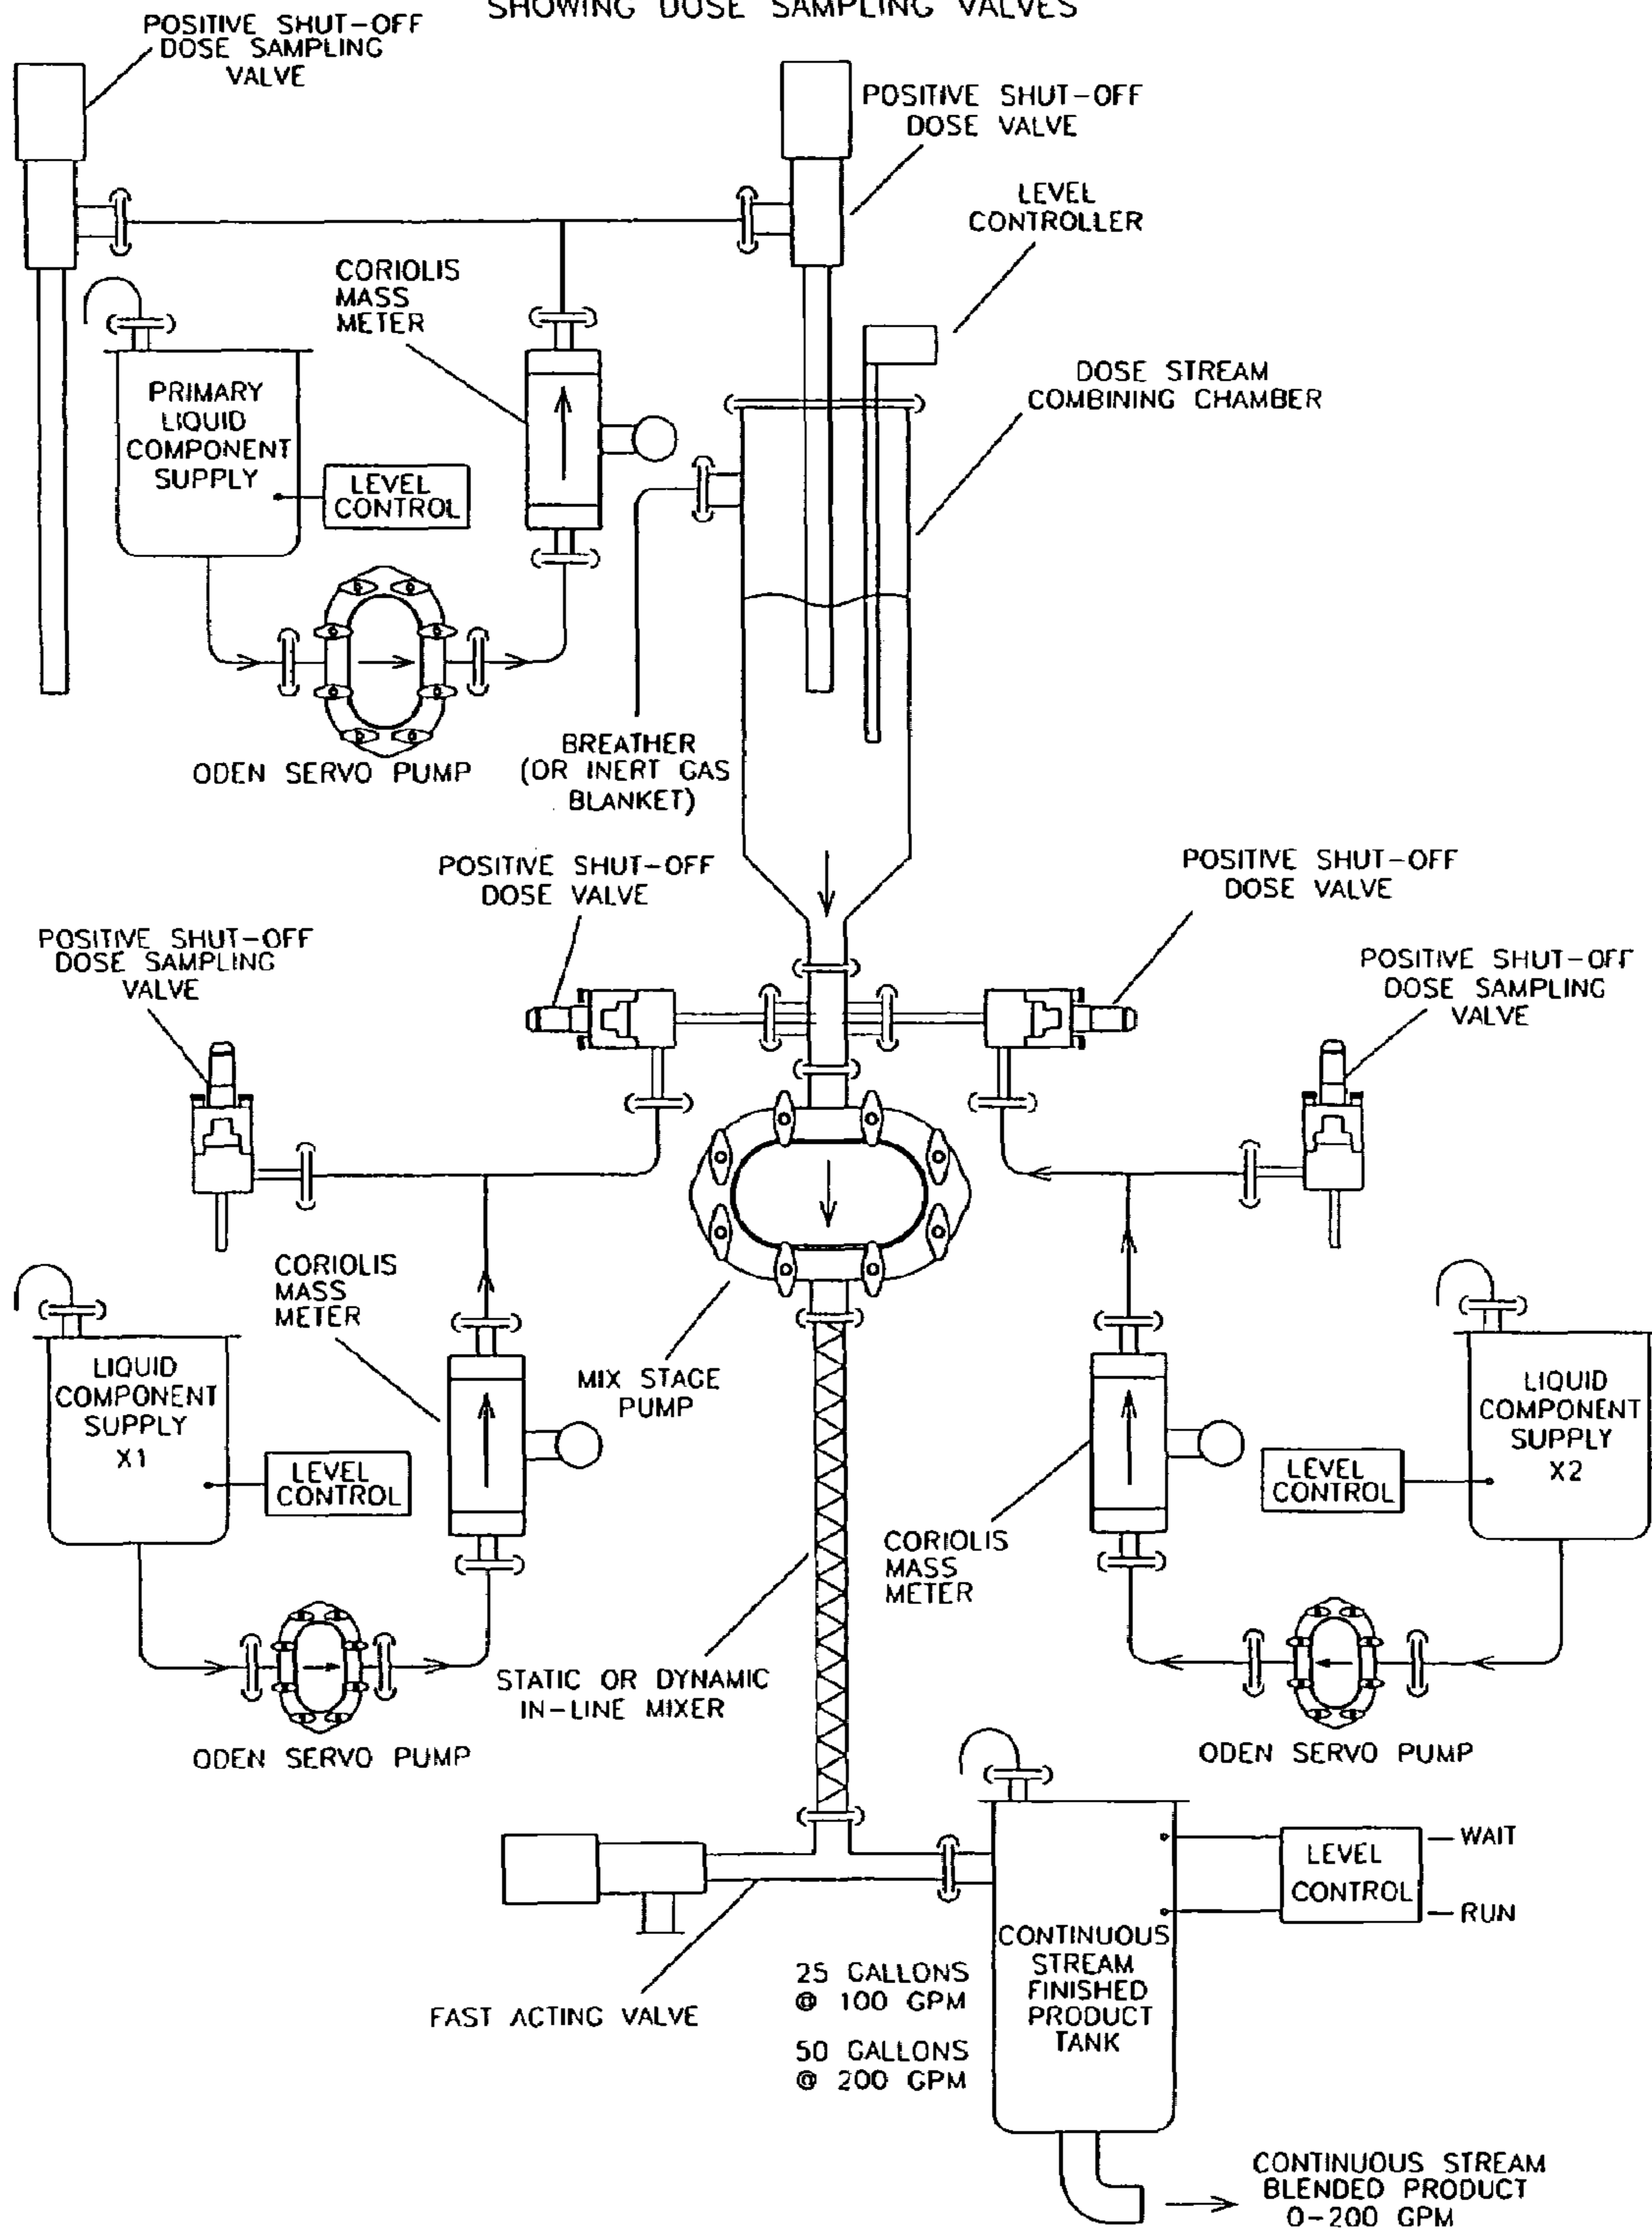 SHOWING DOSE SAMPLING VALVES
POSITIVE SHUT-OFF
DOSE SAMPLING
VALVE
POSITIVE SHUT-OFF
DOSE VALVE
LEVEL
CONTROLLER
CORIOLIS
MASS
METER
DOSE STREAM
COMBINING CHAMBER
PRIMARY
LIQUID
COMPONENT
SUPPLY
LEVEL
CONTROL
BREATHER
(OR INERT GAS
BLANKET)
ODEN SERVO PUMP
POSITIVE SHUT-OFF
DOSE VALVE
POSITIVE SHUT-OFF
DOSE VALVE
POSITIVE SHUT-OFF
DOSE SAMPLING
VALVE
POSITIVE SHUT-OFF
DOSE SAMPLING
VALVE
CORIOLIS
MASS
METER
MIX STAGE
PUMP
LIQUID
COMPONENT
SUPPLY
X1
LEVEL
CONTROL
LIQUID
COMPONENT
SUPPLY
X2
LEVEL
CONTROL
CORIOLIS
MASS
METER
STATIC OR DYNAMIC
IN-LINE MIXER
ODEN SERVO PUMP
ODEN SERVO PUMP
LEVEL
CONTROL
WAIT
RUN
CONTINUOUS
STREAM
FINISHED
PRODUCT
TANK
25 GALLONS
@ 100 GPM
50 GALLONS
@ 200 GPM
FAST ACTING VALVE
CONTINUOUS STREAM
BLENDED PRODUCT
0-200 GPM